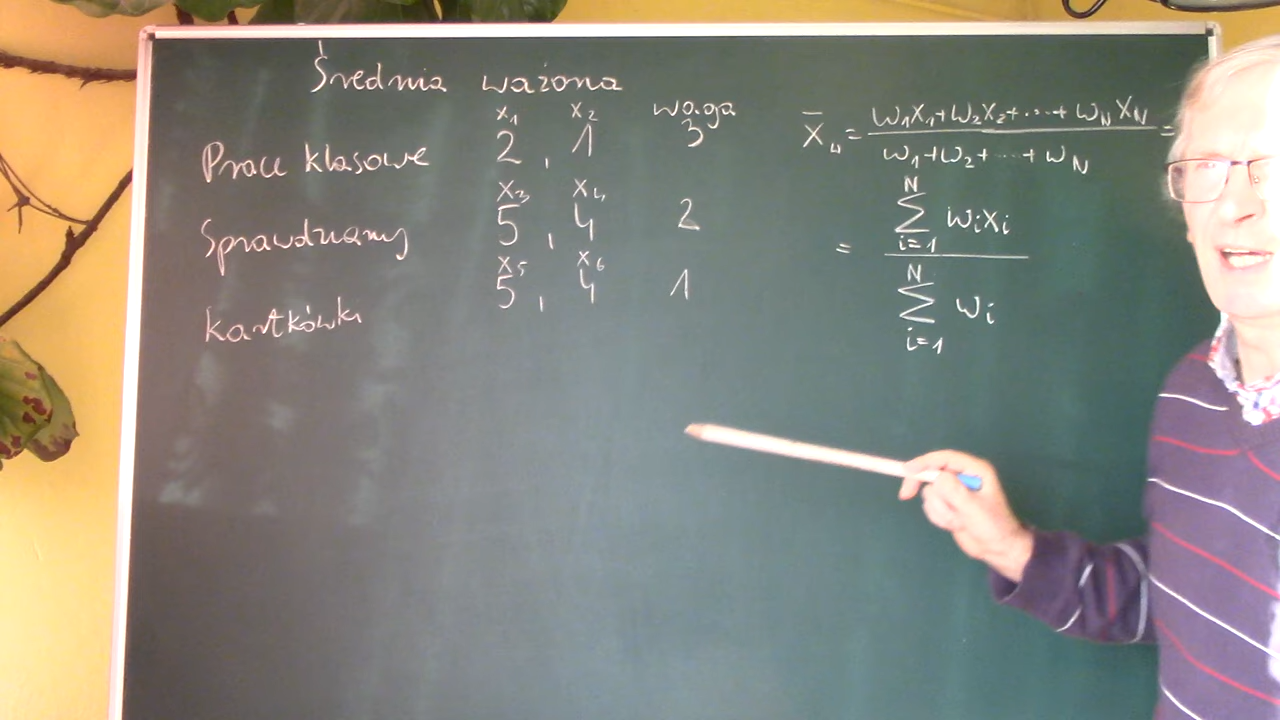 Średnia ważona
x₁ x₂ waga
Prace klasowe 2, 1 3
x₃ x₄
Sprawdziany 5, 4 2
x₅ x₆
kartkówki 5, 4 1
X̄w = (w₁x₁+w₂x₂+...+wNxN)/(w₁+w₂+...+wN) =
= (∑_{i=1}^{N} wᵢxᵢ)/(∑_{i=1}^{N} wᵢ)